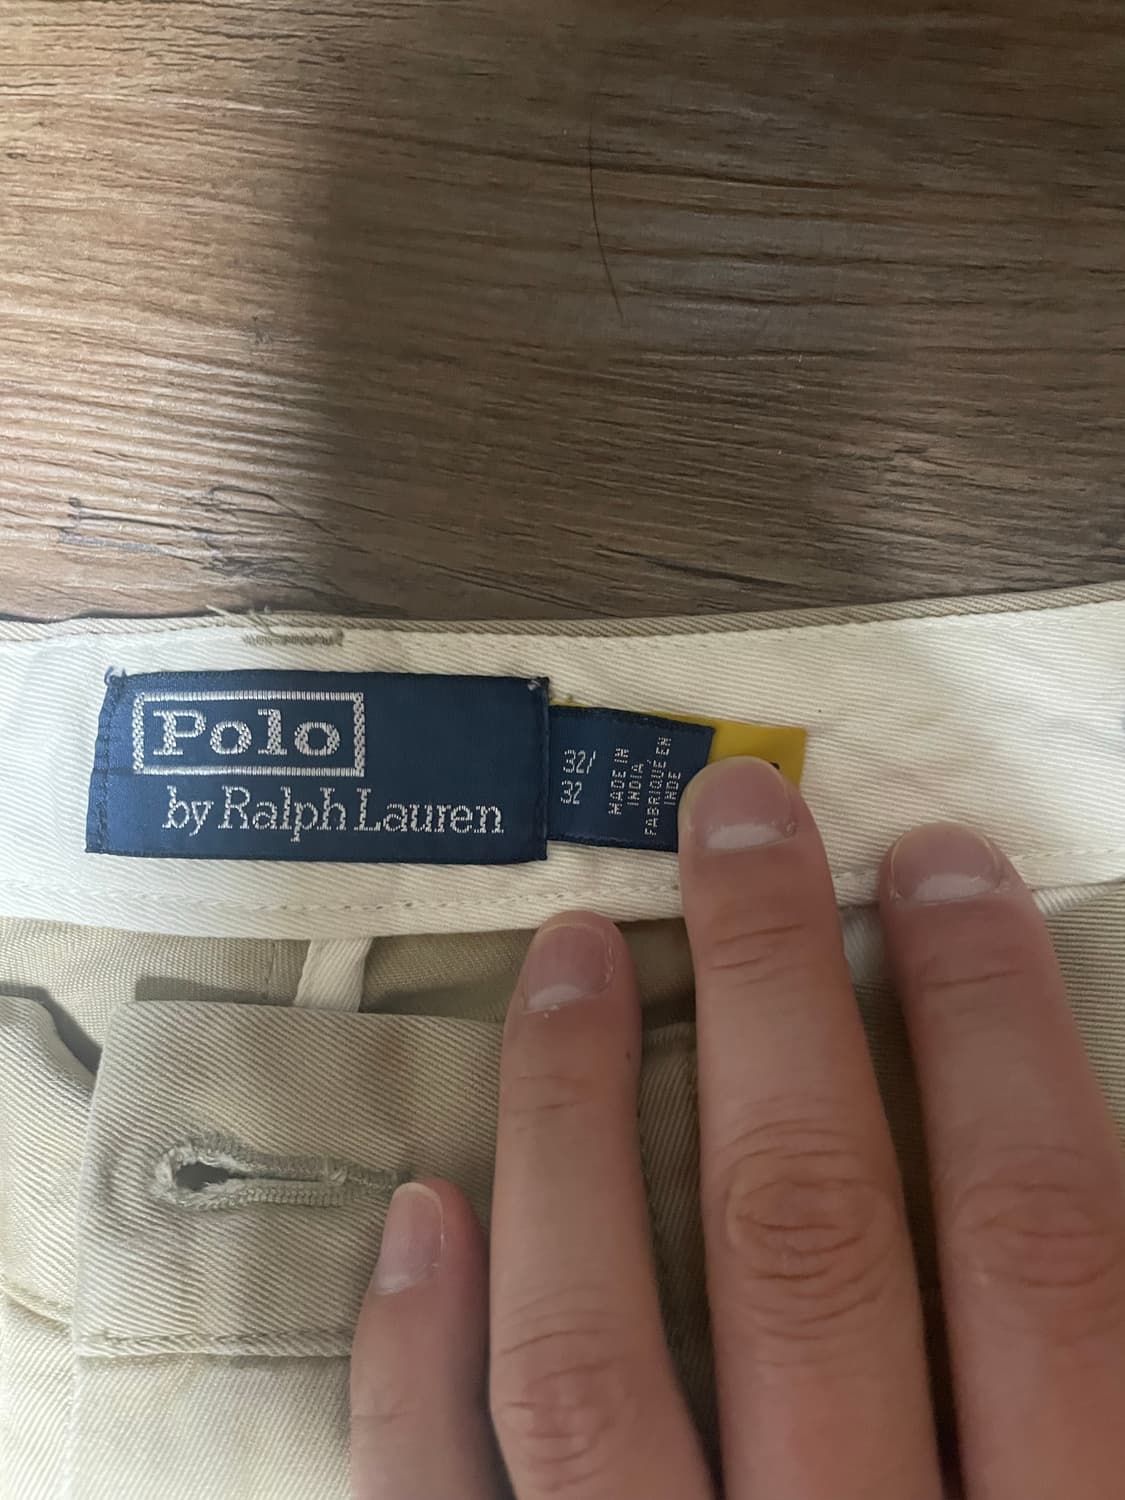 Polo
by Ralph Lauren
32/
32
MADE IN
INDIA
FABRIQUÉ EN
INDE